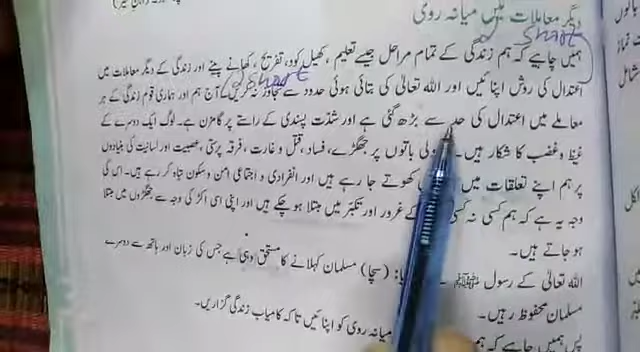 دیگر معاملات میں میانہ روی
Short
ہمیں چاہیے کہ ہم زندگی کے تمام مراحل جیسے تعلیم، کھیل کود، تفریح، کھانے پینے اور زندگی کے دیگر معاملات میں
Short
اعتدال کی روش اپنائیں اور اللہ تعالیٰ کی بتائی ہوئی حدود سے تجاوز نہ کریں۔ آج ہم اور ہماری قوم زندگی کے ہر
معاملے میں اعتدال کی حد سے بڑھ گئی ہے اور شدت پسندی کے راستے پر گامزن ہے۔ لوگ ایک دوسرے کے
غیظ و غضب کا شکار ہیں۔ باتوں پر جھگڑے، فساد، قتل و غارت، فرقہ پرستی، عصبیت اور لسانیت کی بنیادوں
پر ہم اپنے تعلقات میں کھوتے جا رہے ہیں اور انفرادی و اجتماعی امن و سکون تباہ کر رہے ہیں۔ اس کی
وجہ یہ ہے کہ ہم کسی نہ کسی کے غرور اور تکبر میں مبتلا ہو چکے ہیں اور اپنی اسی اکڑ کی وجہ سے جھگڑوں میں مبتلا
ہو جاتے ہیں۔
اللہ تعالیٰ کے رسول ﷺ (سچا) مسلمان کہلانے کا مستحق وہی ہے جس کی زبان اور ہاتھ سے دوسرے
مسلمان محفوظ رہیں۔
پس ہمیں چاہیے کہ ہم میانہ روی کو اپنائیں تاکہ کامیاب زندگی گزاریں۔